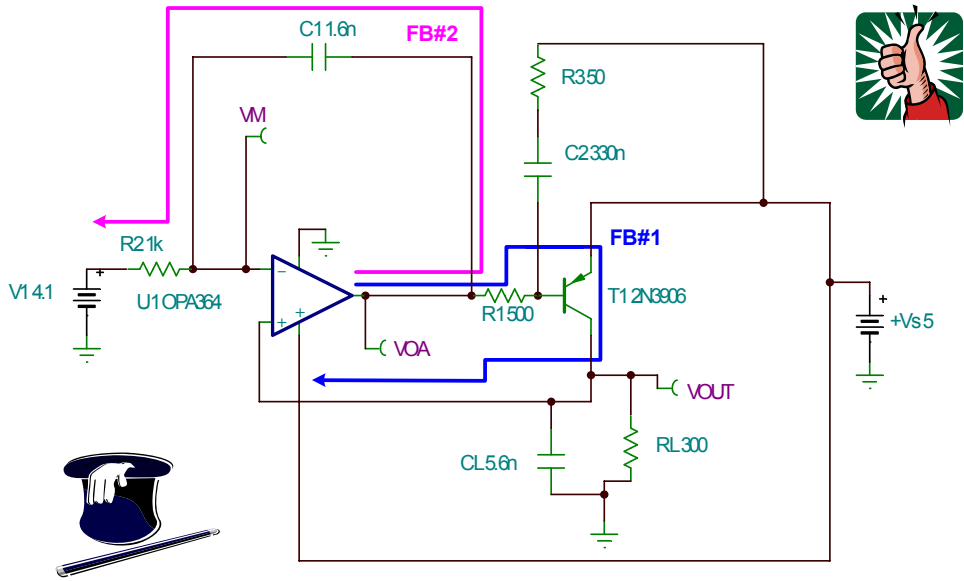 C1 1.6n
FB#2
R3 50
VM
C2 330n
FB#1
R2 1k
V1 4.1
U1 OPA364
T1 2N3906
R1 500
+Vs 5
VOA
VOUT
RL 300
CL 5.6n